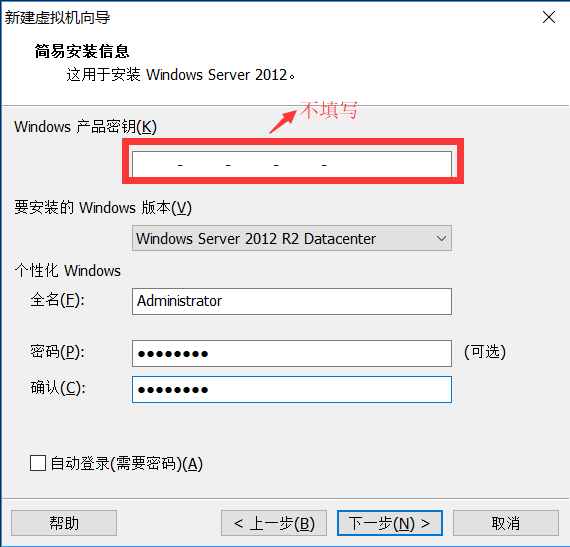 新建虚拟机向导
简易安装信息
这用于安装 Windows Server 2012。
不填写
Windows 产品密钥(K)
- - - -
要安装的 Windows 版本(V)
Windows Server 2012 R2 Datacenter
个性化 Windows
全名(F): Administrator
密码(P): ●●●●●●●● (可选)
确认(C): ●●●●●●●●
自动登录(需要密码)(A)
帮助 < 上一步(B) 下一步(N) > 取消